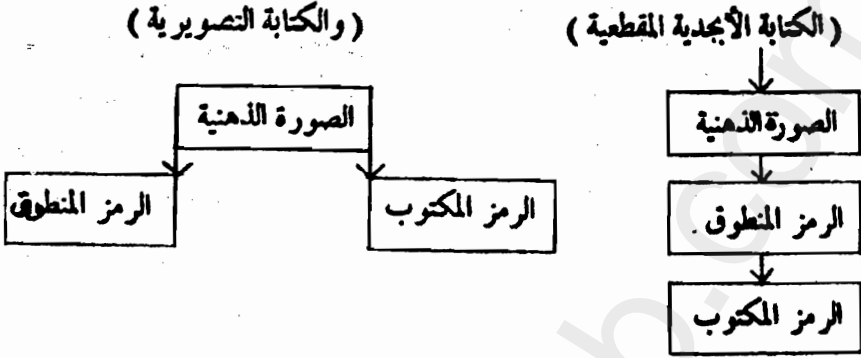 ( الكتابة الأبجدية المقطعية )
الصورة الذهنية
الرمز المنطوق
الرمز المكتوب
( والكتابة التصويرية )
الصورة الذهنية
الرمز المكتوب
الرمز المنطوق